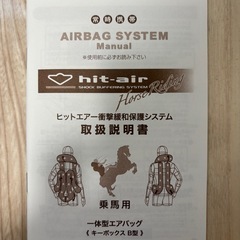 常時携帯
AIRBAG SYSTEM
Manual
※使用前に必ずお読み下さい
hit-air
SHOCK BUFFERING SYSTEM
Horse Riding
ヒットエアー衝撃緩和保護システム
取扱説明書
乗馬用
一体型エアバッグ
《 キーボックス B型 》